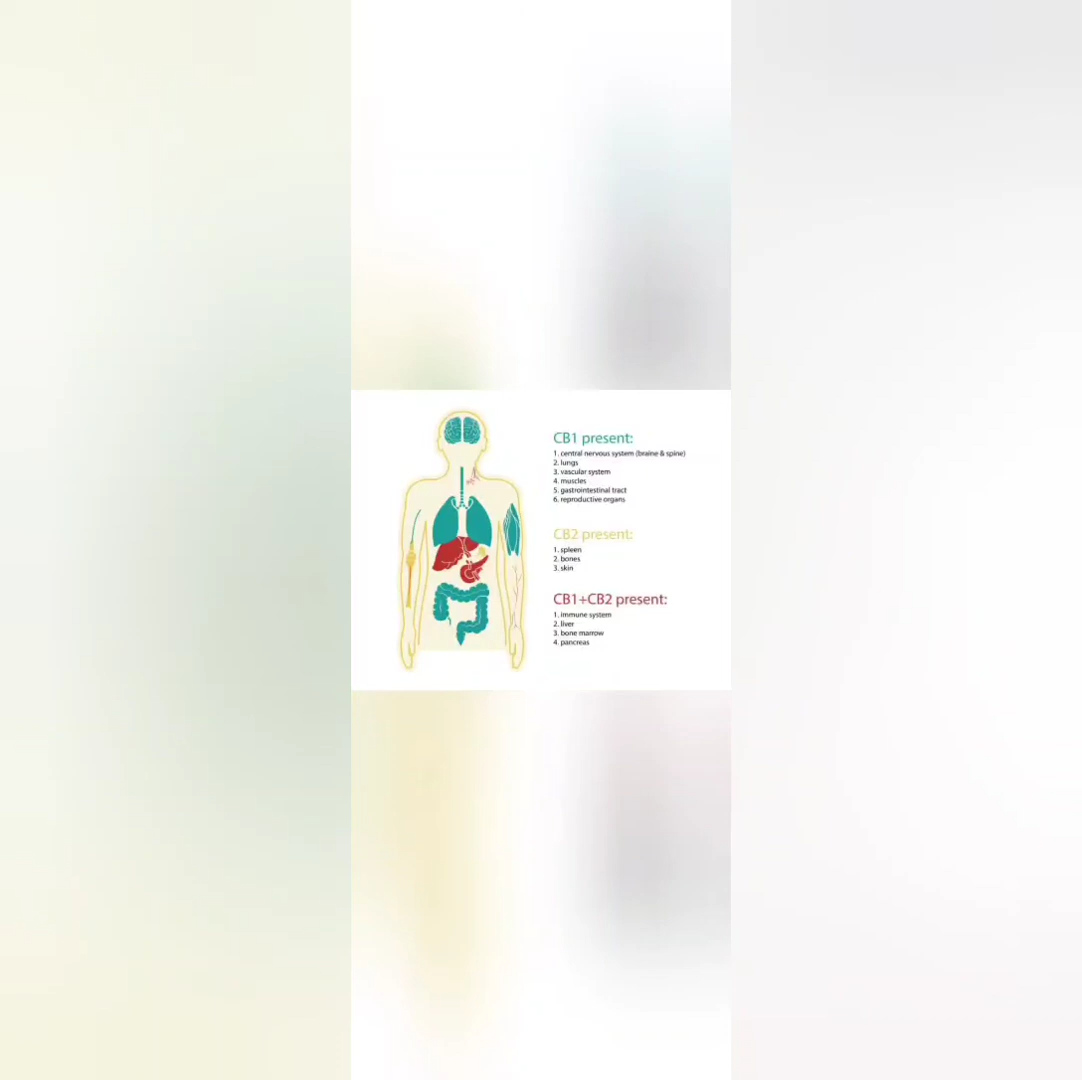 CB1 present:
1. central nervous system (braine & spine)
2. lungs
3. vascular system
4. muscles
5. gastrointestinal tract
6. reproductive organs
CB2 present:
1. spleen
2. bones
3. skin
CB1+CB2 present:
1. immune system
2. liver
3. bone marrow
4. pancreas